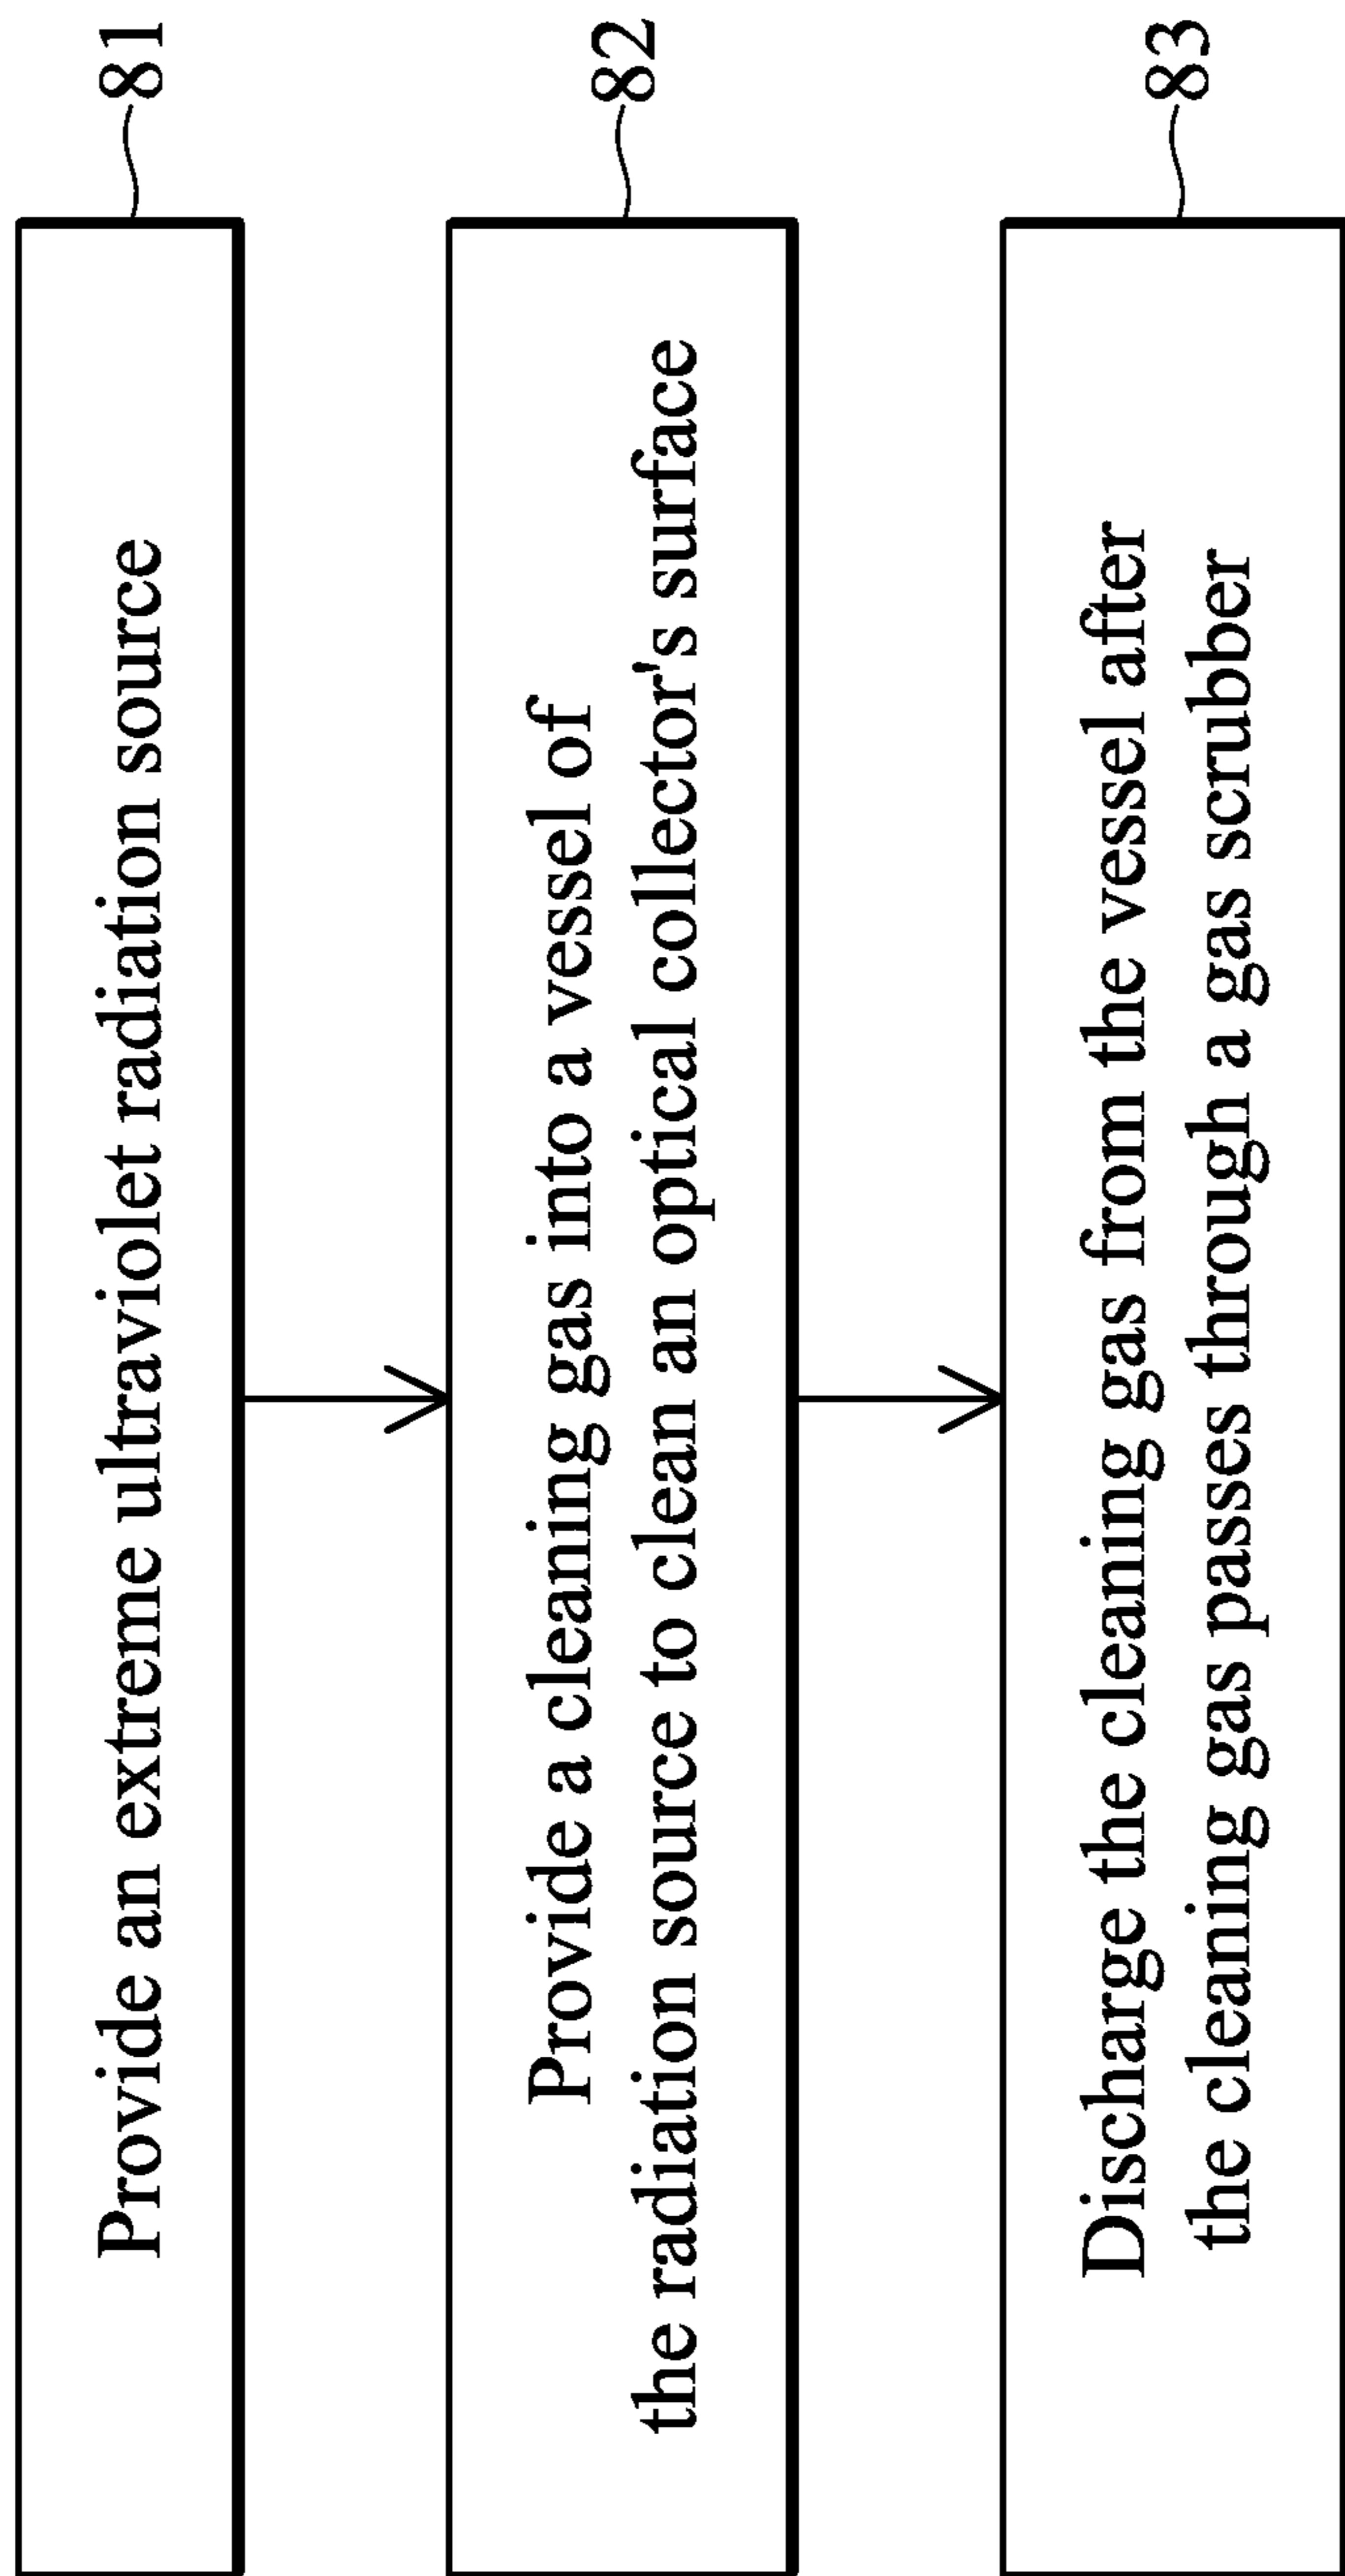 Provide an extreme ultraviolet radiation source
81
Provide a cleaning gas into a vessel of
the radiation source to clean an optical collector's surface
82
Discharge the cleaning gas from the vessel after
the cleaning gas passes through a gas scrubber
83